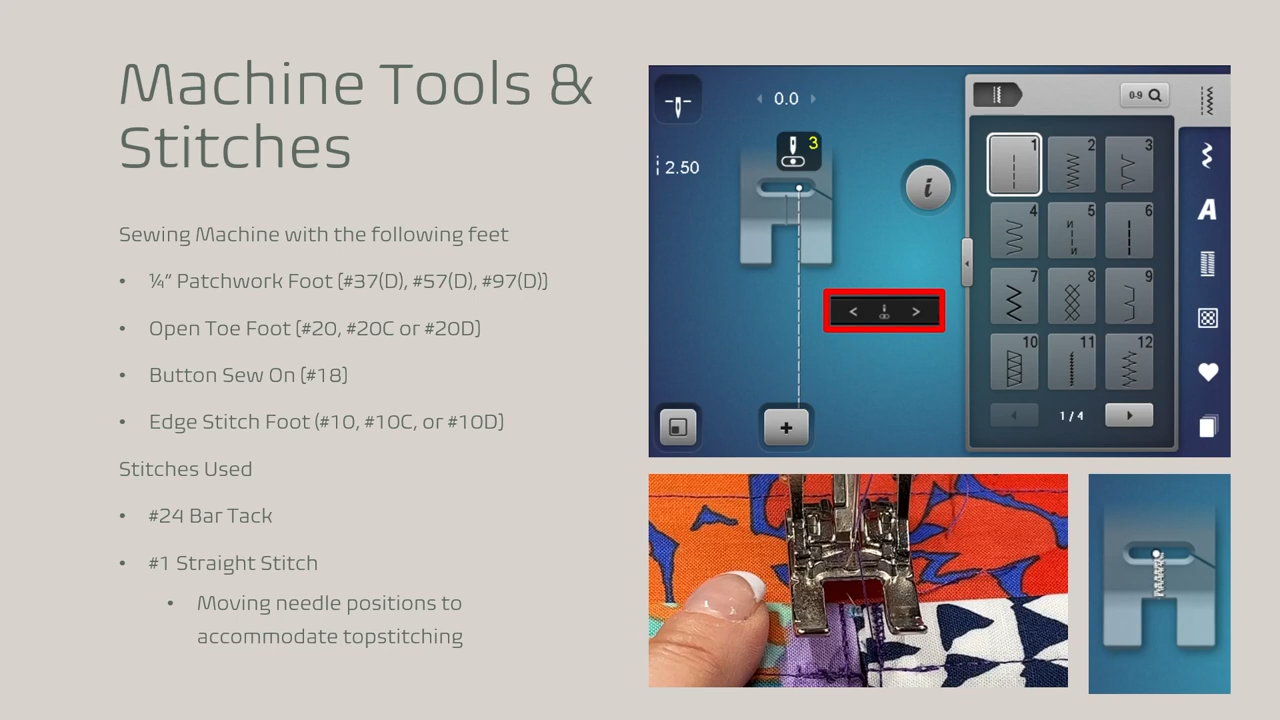 Machine Tools &
Stitches
Sewing Machine with the following feet
• ¼” Patchwork Foot (#37(D), #57(D), #97(D))
• Open Toe Foot (#20, #20C or #20D)
• Button Sew On (#18)
• Edge Stitch Foot (#10, #10C, or #10D)
Stitches Used
• #24 Bar Tack
• #1 Straight Stitch
• Moving needle positions to
accommodate topstitching
0.0
3
2.50
i
0-9
1 2 3
4 5 6
7 8 9
10 11 12
1 / 4
A
+